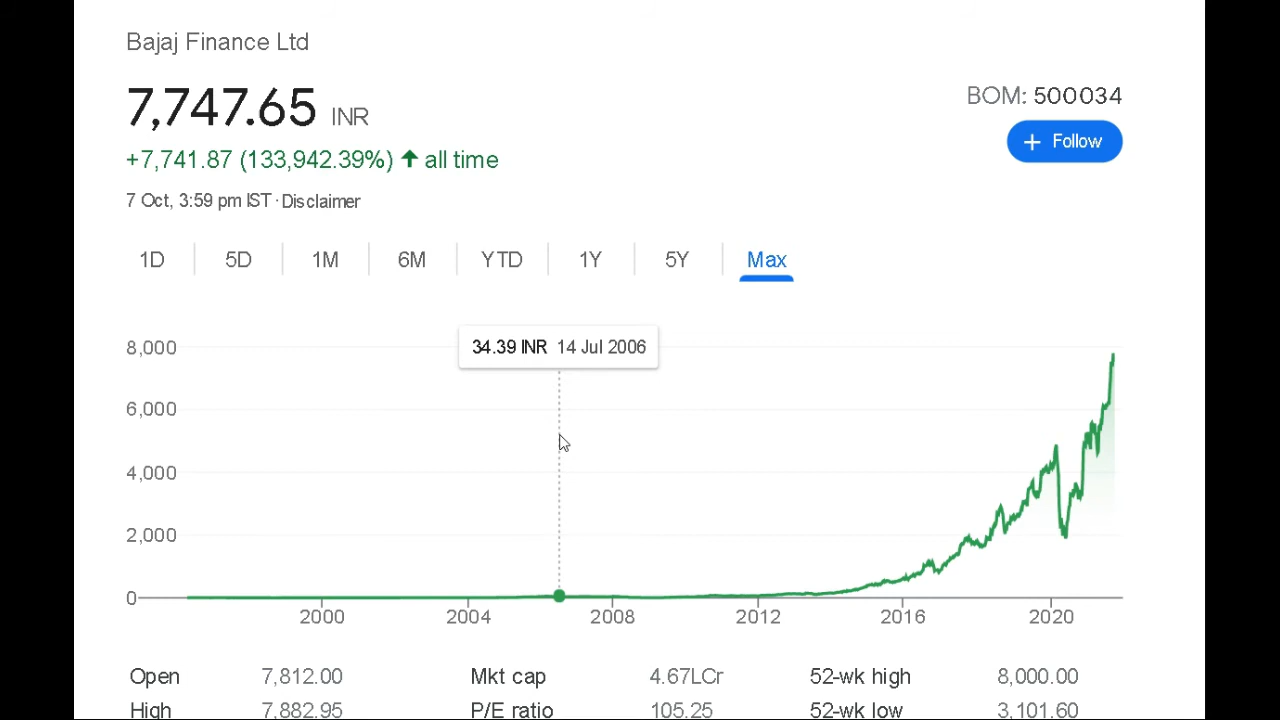 Bajaj Finance Ltd
7,747.65 INR
BOM: 500034
+7,741.87 (133,942.39%) ↑ all time
+ Follow
7 Oct, 3:59 pm IST · Disclaimer
1D 5D 1M 6M YTD 1Y 5Y Max
34.39 INR 14 Jul 2006
8,000
6,000
4,000
2,000
0
2000 2004 2008 2012 2016 2020
Open 7,812.00 Mkt cap 4.67LCr 52-wk high 8,000.00
High 7,882.95 P/E ratio 105.25 52-wk low 3,101.60